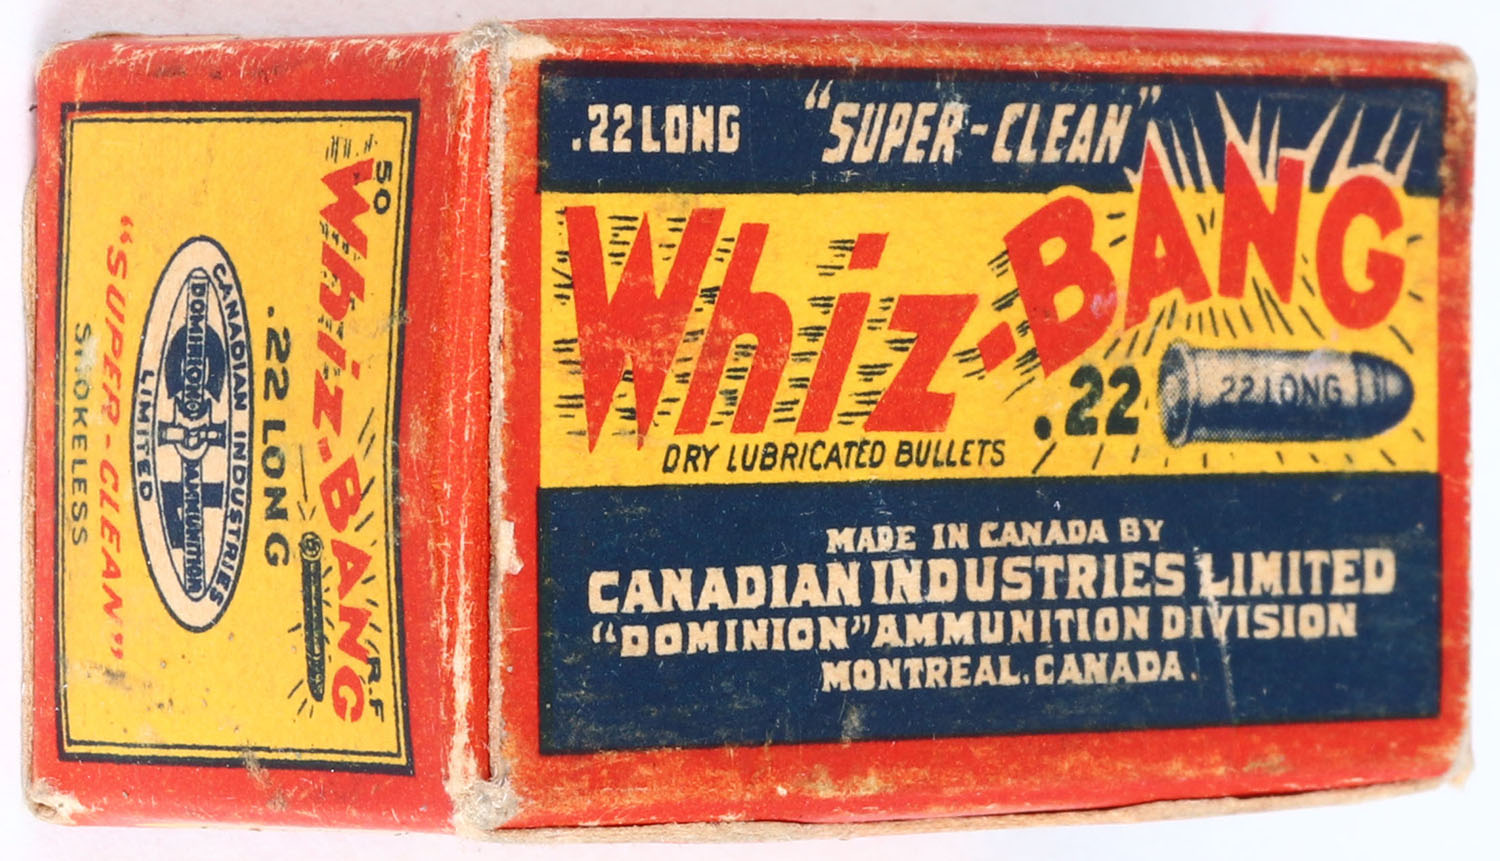 .22 LONG "SUPER-CLEAN"
Whiz-BANG
.22
22 LONG
DRY LUBRICATED BULLETS
MADE IN CANADA BY
CANADIAN INDUSTRIES LIMITED
"DOMINION" AMMUNITION DIVISION
MONTREAL, CANADA.
50 R.F
Whiz-BANG
.22 LONG
CANADIAN INDUSTRIES
CIL
DOMINION AMMUNITION
LIMITED
"SUPER-CLEAN"
SMOKELESS